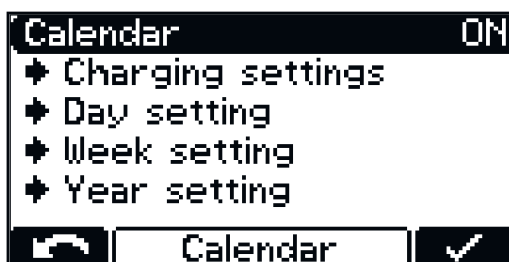 Calendar ON
Charging settings
Day setting
Week setting
Year setting
Calendar